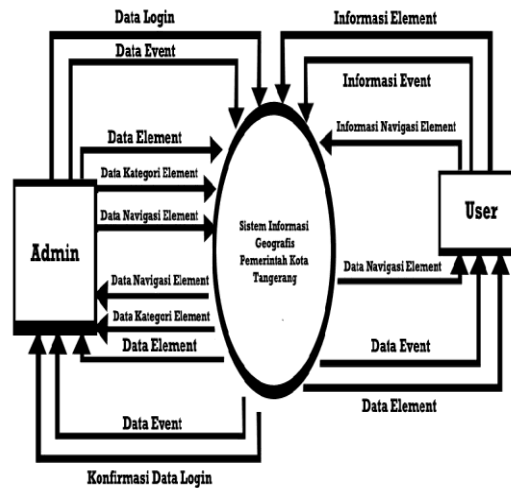 Data Login
Informasi Element
Data Event
Informasi Event
Data Element
Informasi Navigasi Element
Data Kategori Element
Data Navigasi Element
Admin
Sistem Informasi
Geografis
Pemerintah Kota
Tangerang
User
Data Navigasi Element
Data Navigasi Element
Data Kategori Element
Data Element
Data Event
Data Element
Data Event
Konfirmasi Data Login